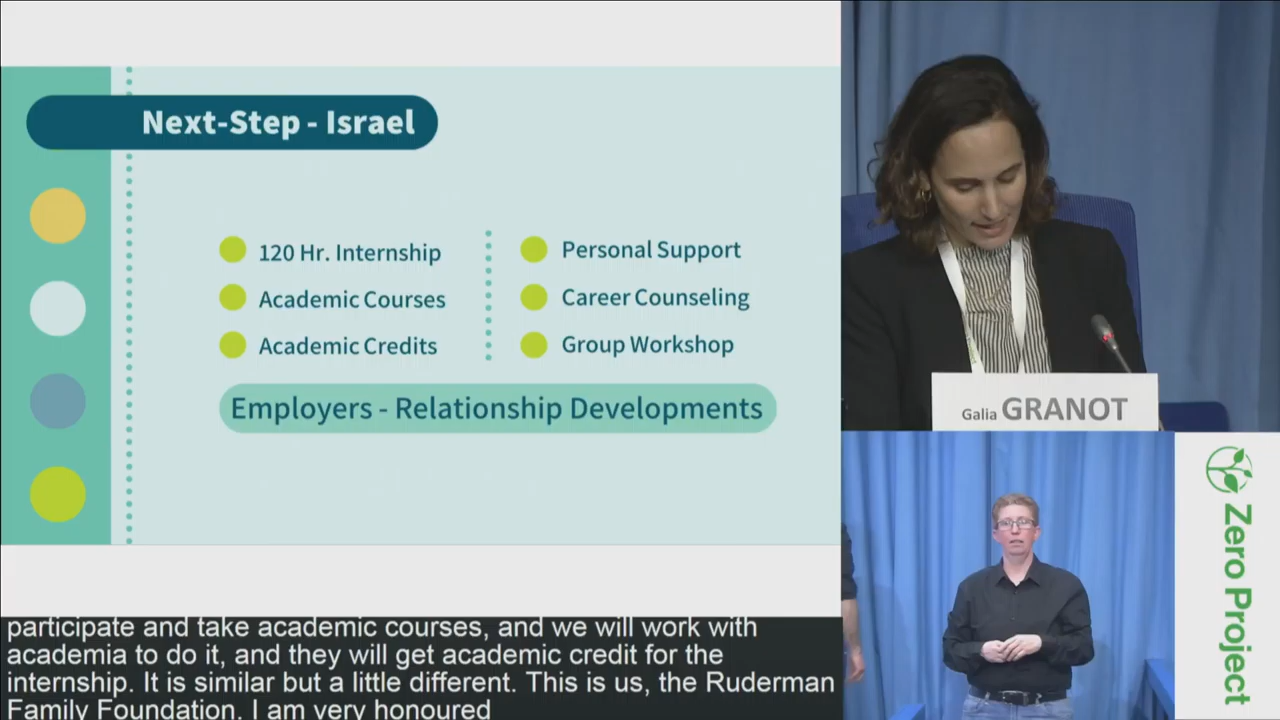 Next-Step - Israel
120 Hr. Internship
Academic Courses
Academic Credits
Personal Support
Career Counseling
Group Workshop
Employers - Relationship Developments
Galia GRANOT
Zero Project
participate and take academic courses, and we will work with
academia to do it, and they will get academic credit for the
internship. It is similar but a little different. This is us, the Ruderman
Family Foundation. I am very honoured